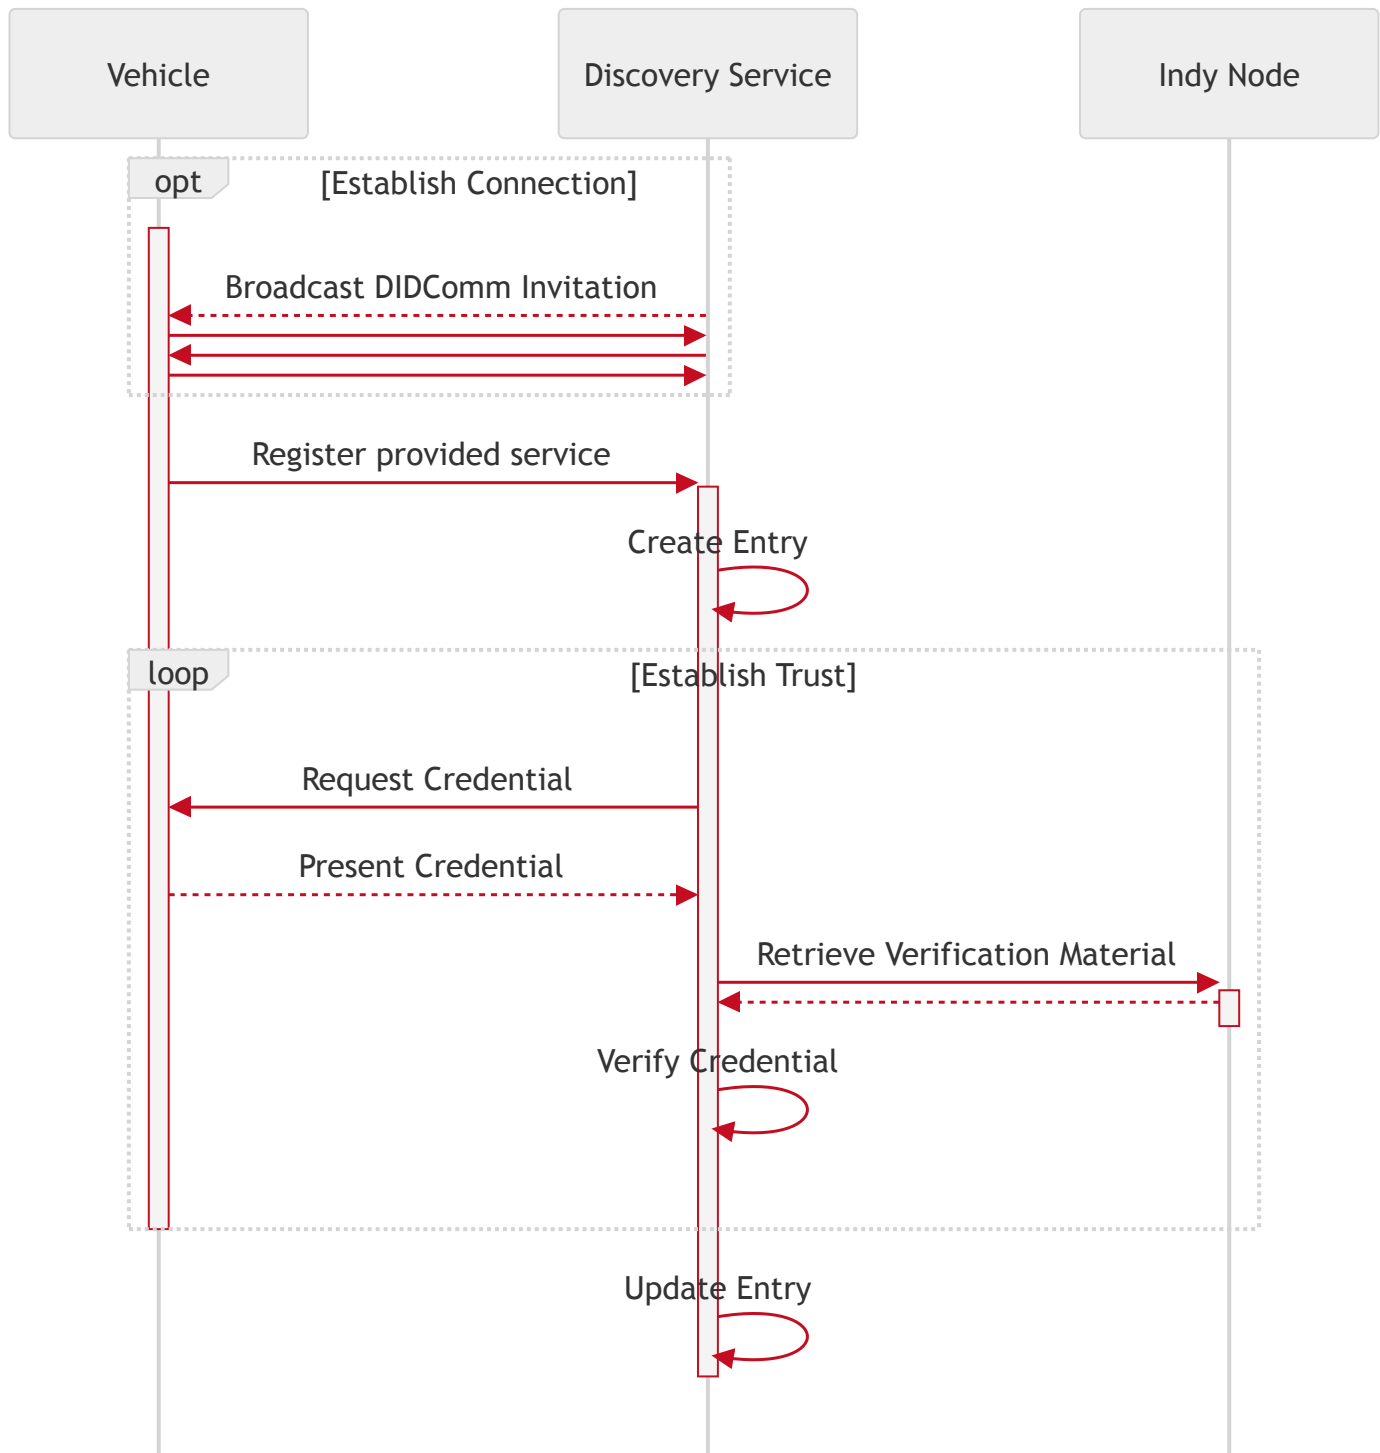 Vehicle
Discovery Service
Indy Node
opt
[Establish Connection]
Broadcast DIDComm Invitation
Register provided service
Create Entry
loop
[Establish Trust]
Request Credential
Present Credential
Retrieve Verification Material
Verify Credential
Update Entry